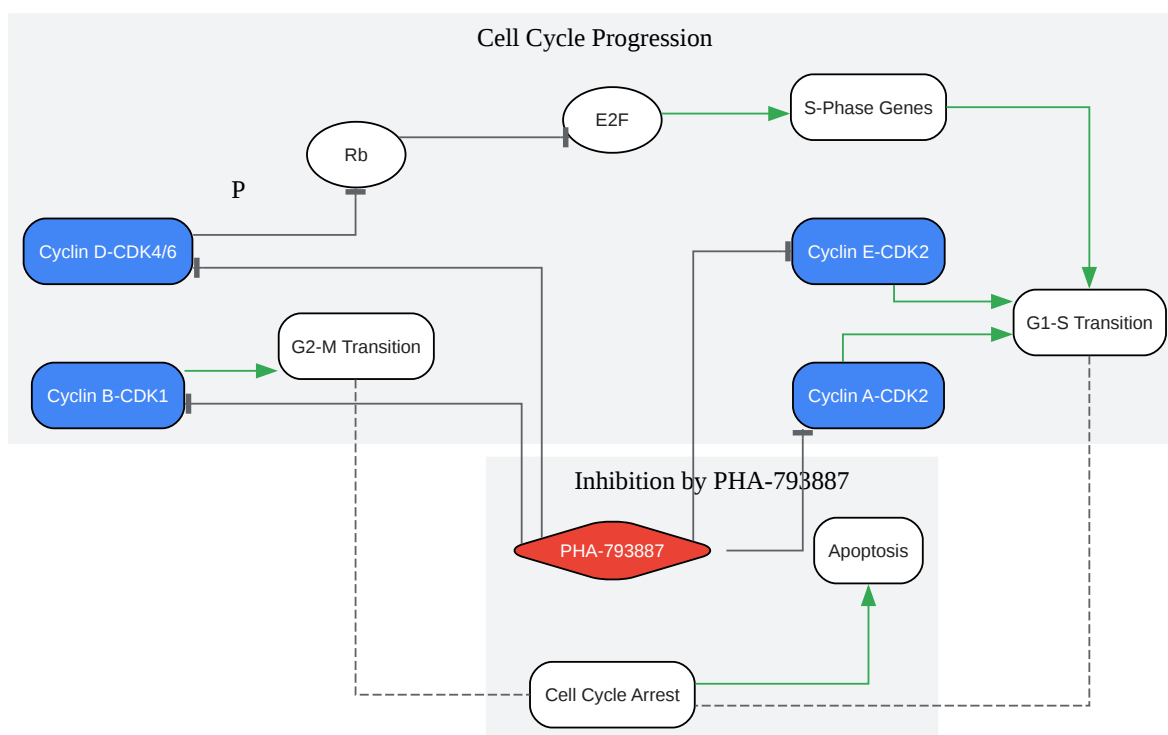 Cell Cycle Progression
E2F
S-Phase Genes
Rb
P
Cyclin D-CDK4/6
Cyclin E-CDK2
G1-S Transition
G2-M Transition
Cyclin B-CDK1
Cyclin A-CDK2
Inhibition by PHA-793887
PHA-793887
Apoptosis
Cell Cycle Arrest